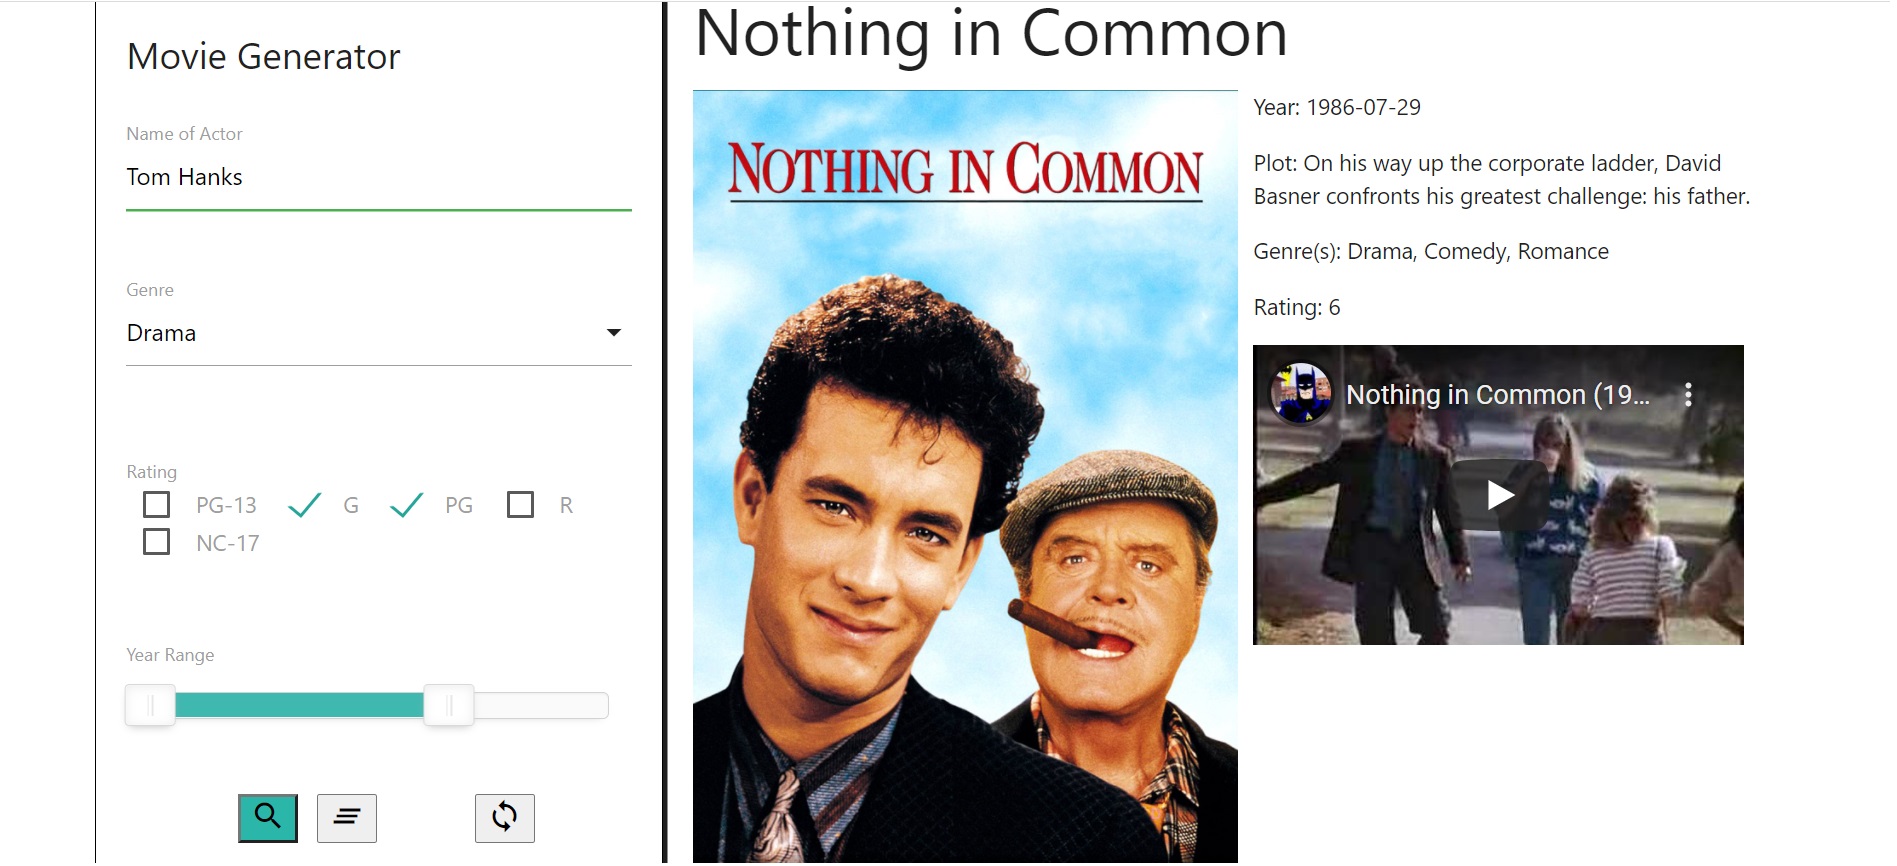 Movie Generator
Name of Actor
Tom Hanks
Genre
Drama
Rating
PG-13 G PG R
NC-17
Year Range
Nothing in Common
NOTHING IN COMMON
Year: 1986-07-29
Plot: On his way up the corporate ladder, David
Basner confronts his greatest challenge: his father.
Genre(s): Drama, Comedy, Romance
Rating: 6
Nothing in Common (19...